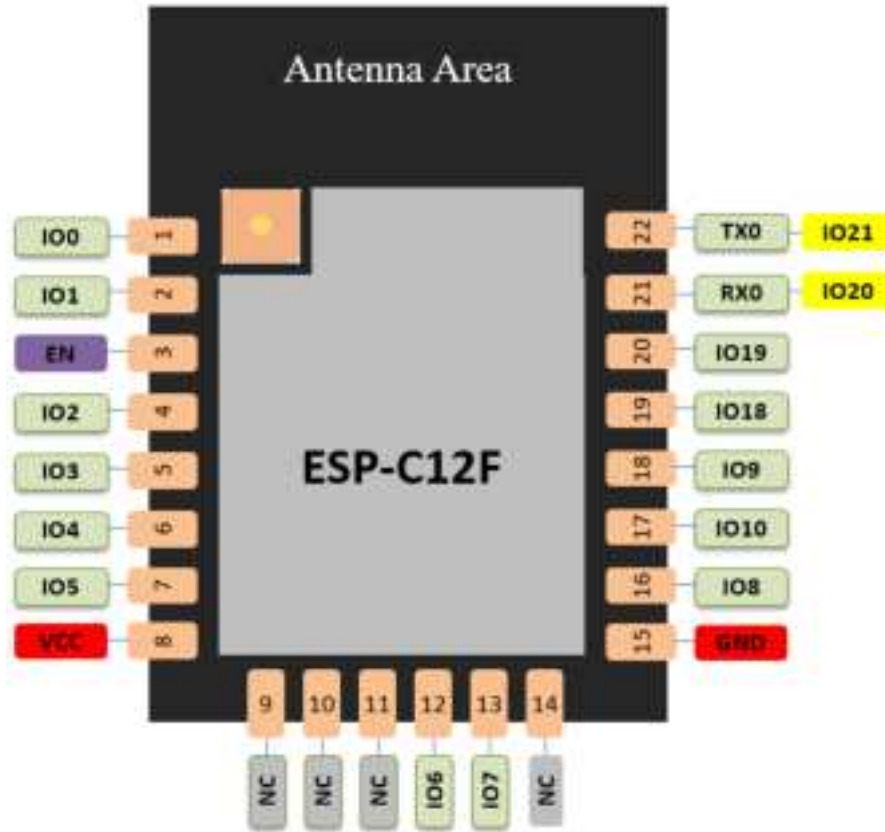 Antenna Area
IO0 1 22 TX0 IO21
IO1 2 21 RX0 IO20
EN 3 20 IO19
IO2 4 19 IO18
IO3 5 18 IO9
ESP-C12F
IO4 6 17 IO10
IO5 7 16 IO8
VCC 8 15 GND
9 10 11 12 13 14
NC NC NC IO6 IO7 NC